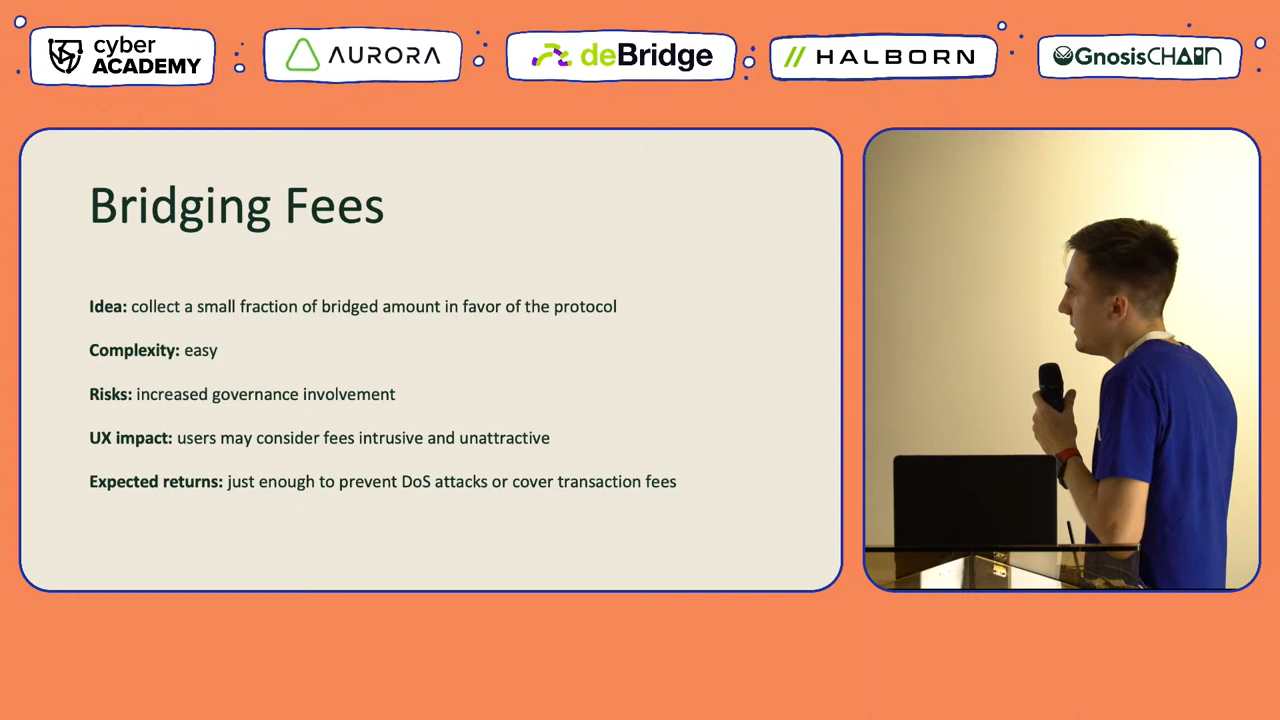 cyber
ACADEMY
AURORA
deBridge
HALBORN
GnosisCHAIN
Bridging Fees
Idea: collect a small fraction of bridged amount in favor of the protocol
Complexity: easy
Risks: increased governance involvement
UX impact: users may consider fees intrusive and unattractive
Expected returns: just enough to prevent DoS attacks or cover transaction fees